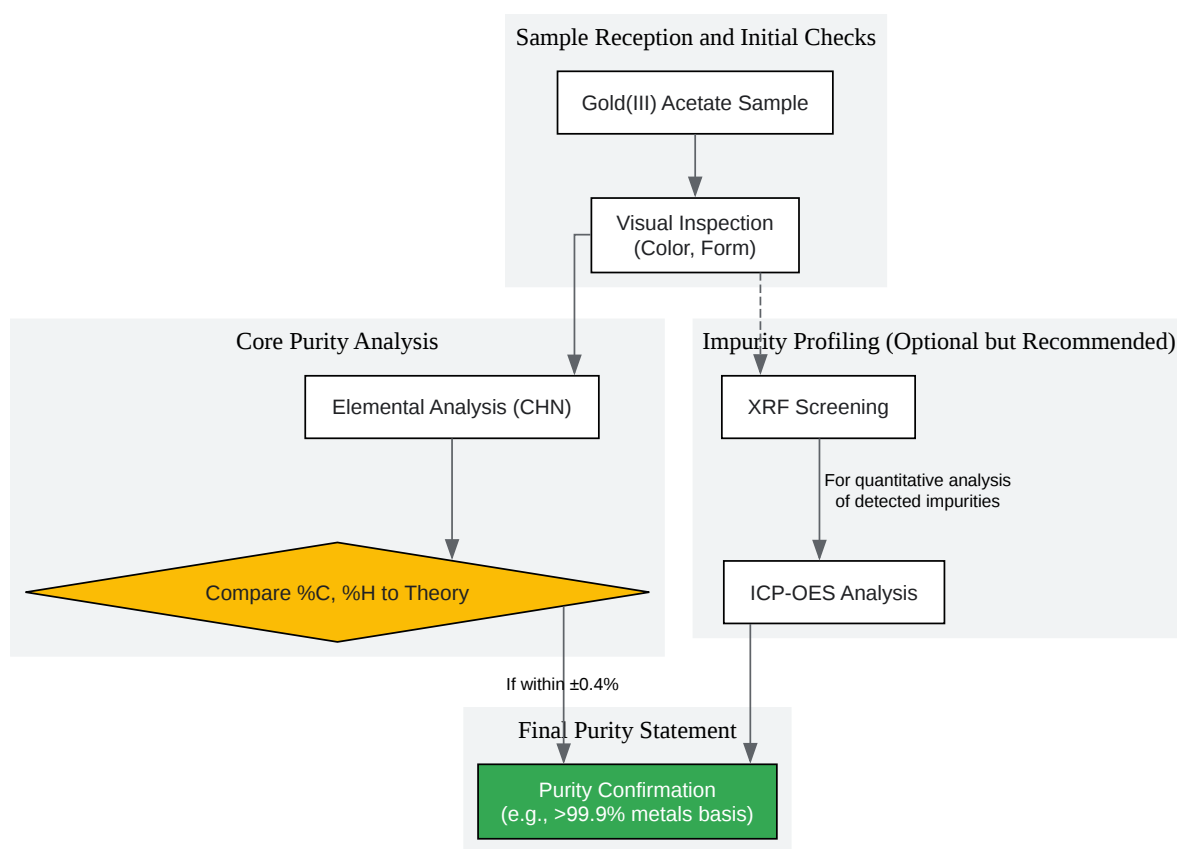 Sample Reception and Initial Checks
Gold(III) Acetate Sample
Visual Inspection
(Color, Form)
Core Purity Analysis
Impurity Profiling (Optional but Recommended)
Elemental Analysis (CHN)
XRF Screening
For quantitative analysis
of detected impurities
Compare %C, %H to Theory
ICP-OES Analysis
If within ±0.4%
Final Purity Statement
Purity Confirmation
(e.g., >99.9% metals basis)